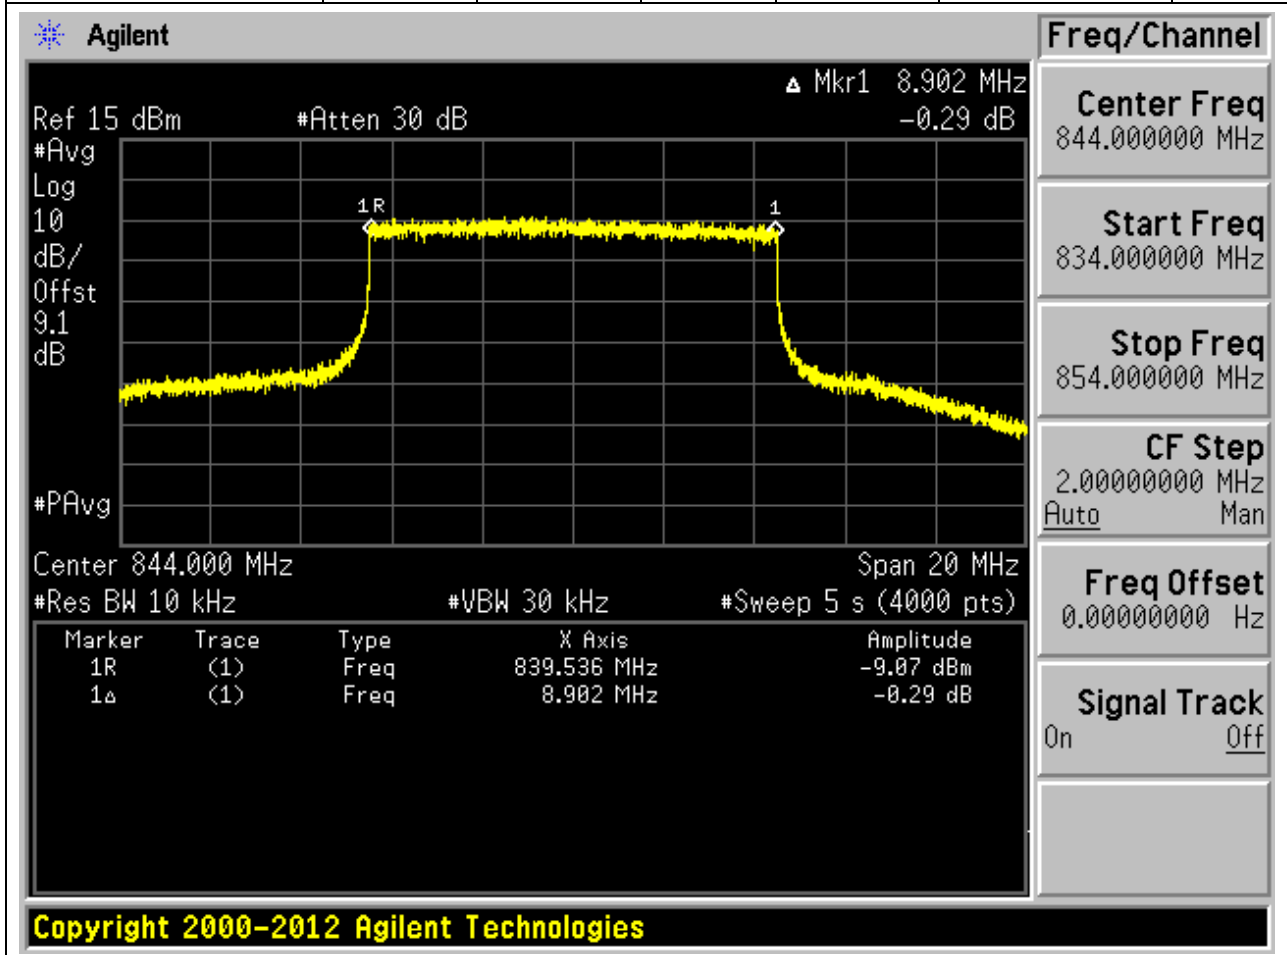 Agilent
Freq/Channel
Δ Mkr1 8.902 MHz
Ref 15 dBm #Atten 30 dB -0.29 dB
#Avg
Log
10
dB/
Offst
9.1
dB
#PAvg
1R
1
Center 844.000 MHz Span 20 MHz
#Res BW 10 kHz #VBW 30 kHz #Sweep 5 s (4000 pts)
Marker Trace Type X Axis Amplitude
1R (1) Freq 839.536 MHz -9.07 dBm
1Δ (1) Freq 8.902 MHz -0.29 dB
Center Freq
844.000000 MHz
Start Freq
834.000000 MHz
Stop Freq
854.000000 MHz
CF Step
2.00000000 MHz
Auto Man
Freq Offset
0.00000000 Hz
Signal Track
On Off
Copyright 2000-2012 Agilent Technologies